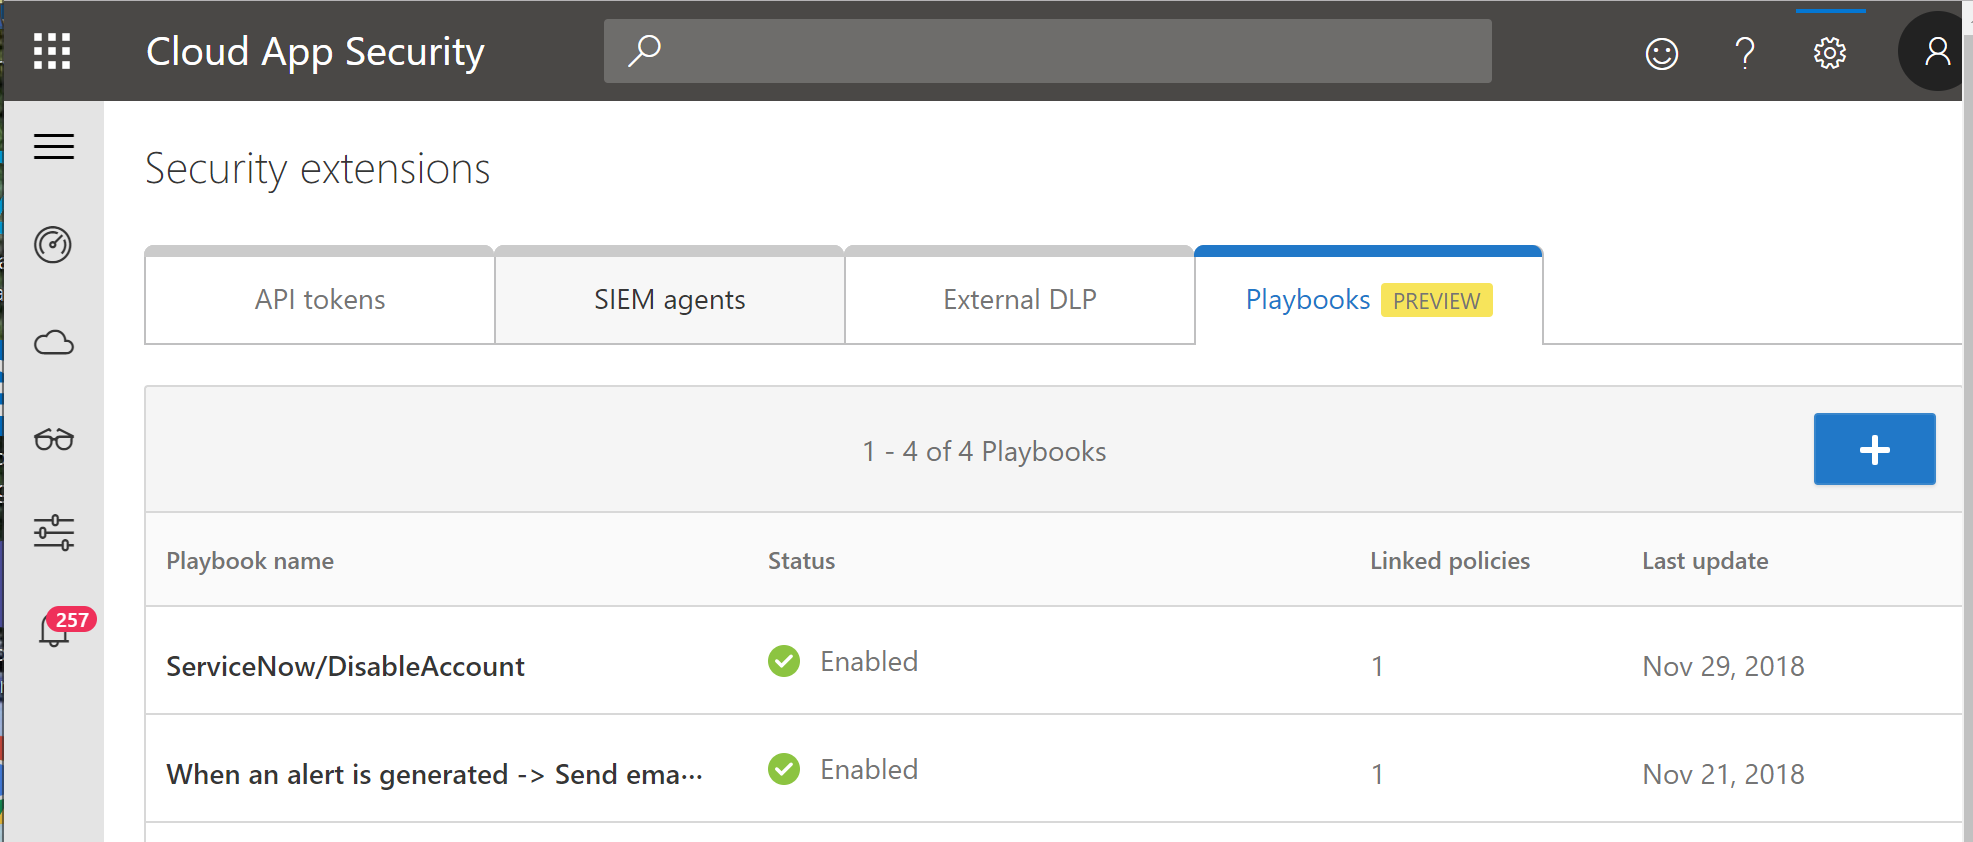 Cloud App Security
Security extensions
API tokens
SIEM agents
External DLP
Playbooks PREVIEW
1 - 4 of 4 Playbooks
Playbook name Status Linked policies Last update
257
ServiceNow/DisableAccount Enabled 1 Nov 29, 2018
When an alert is generated -> Send ema··· Enabled 1 Nov 21, 2018